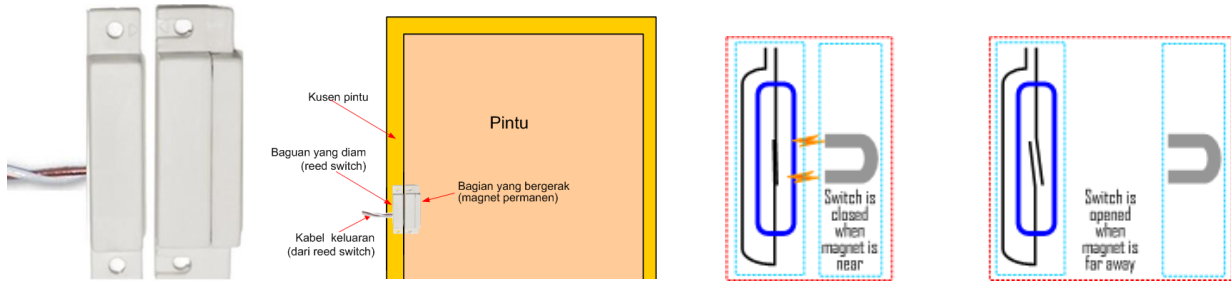 Kusen pintu
Pintu
Baguan yang diam
(reed switch)
Bagian yang bergerak
(magnet permanen)
Kabel keluaran
(dari reed switch)
Switch is
closed
when
magnet is
near
Switch is
opened
when
magnet is
far away